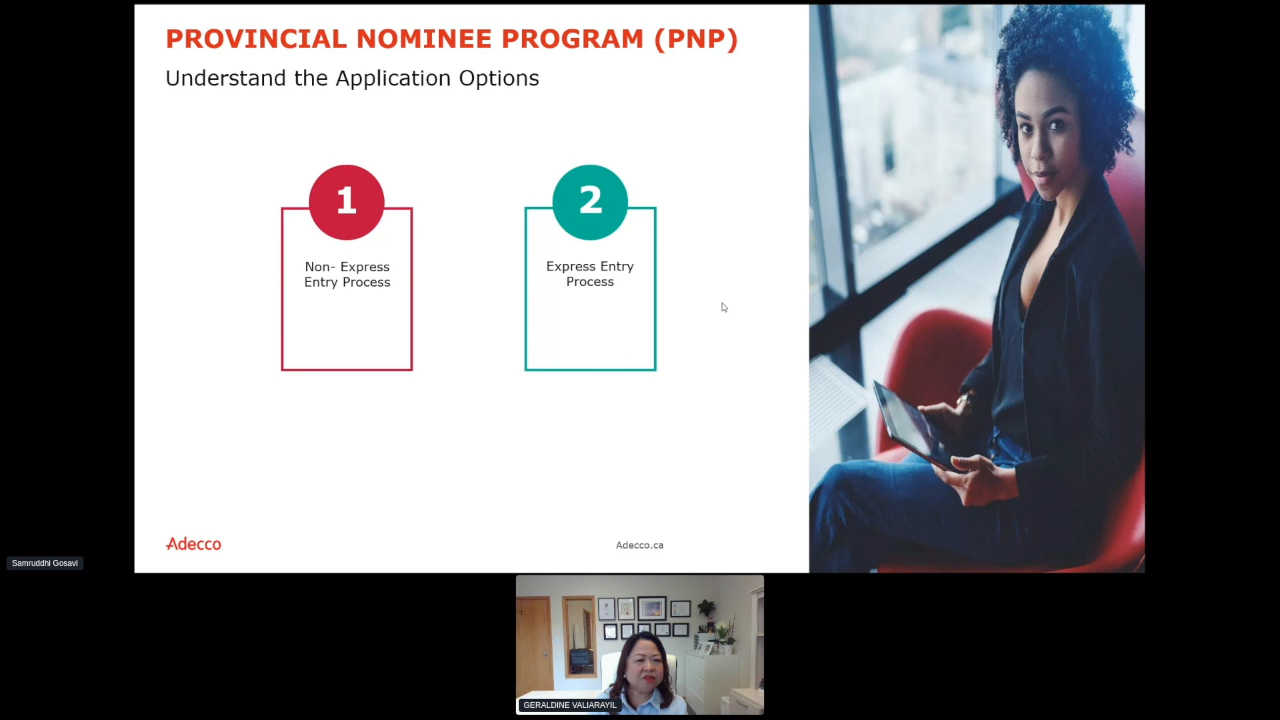 PROVINCIAL NOMINEE PROGRAM (PNP)
Understand the Application Options
1
Non- Express
Entry Process
2
Express Entry
Process
Adecco
Adecco.ca
Samruddhi Gosavi
GERALDINE VALIARAYIL